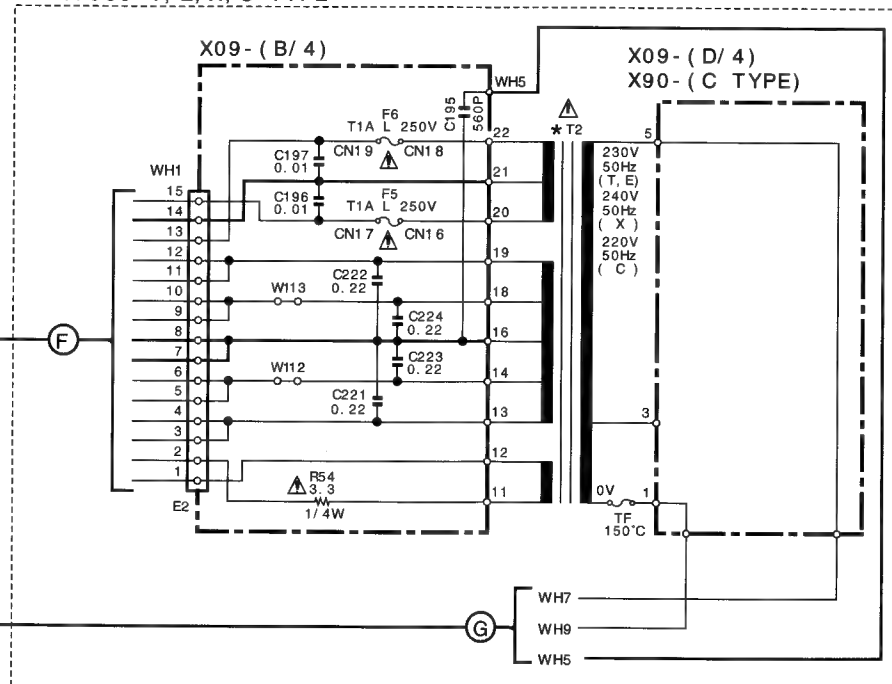 X09-(B/4)
X09-(D/4)
X90-(C TYPE)
WH5
C195
560P
F6
T1A L 250V
CN19
CN18
22
* T2
5
C197
0.01
21
230V
50Hz
(T, E)
240V
50Hz
( X )
220V
50Hz
( C )
WH1
C196
0.01
F5
T1A L 250V
CN17
CN16
20
15
14
13
12
11
10
9
8
7
6
5
4
3
2
1
19
C222
0.22
W113
18
C224
0.22
16
F
C223
0.22
W112
14
C221
0.22
13
3
12
R54
3.3
1/4W
11
0V
1
TF
150°C
E2
WH7
G
WH9
WH5